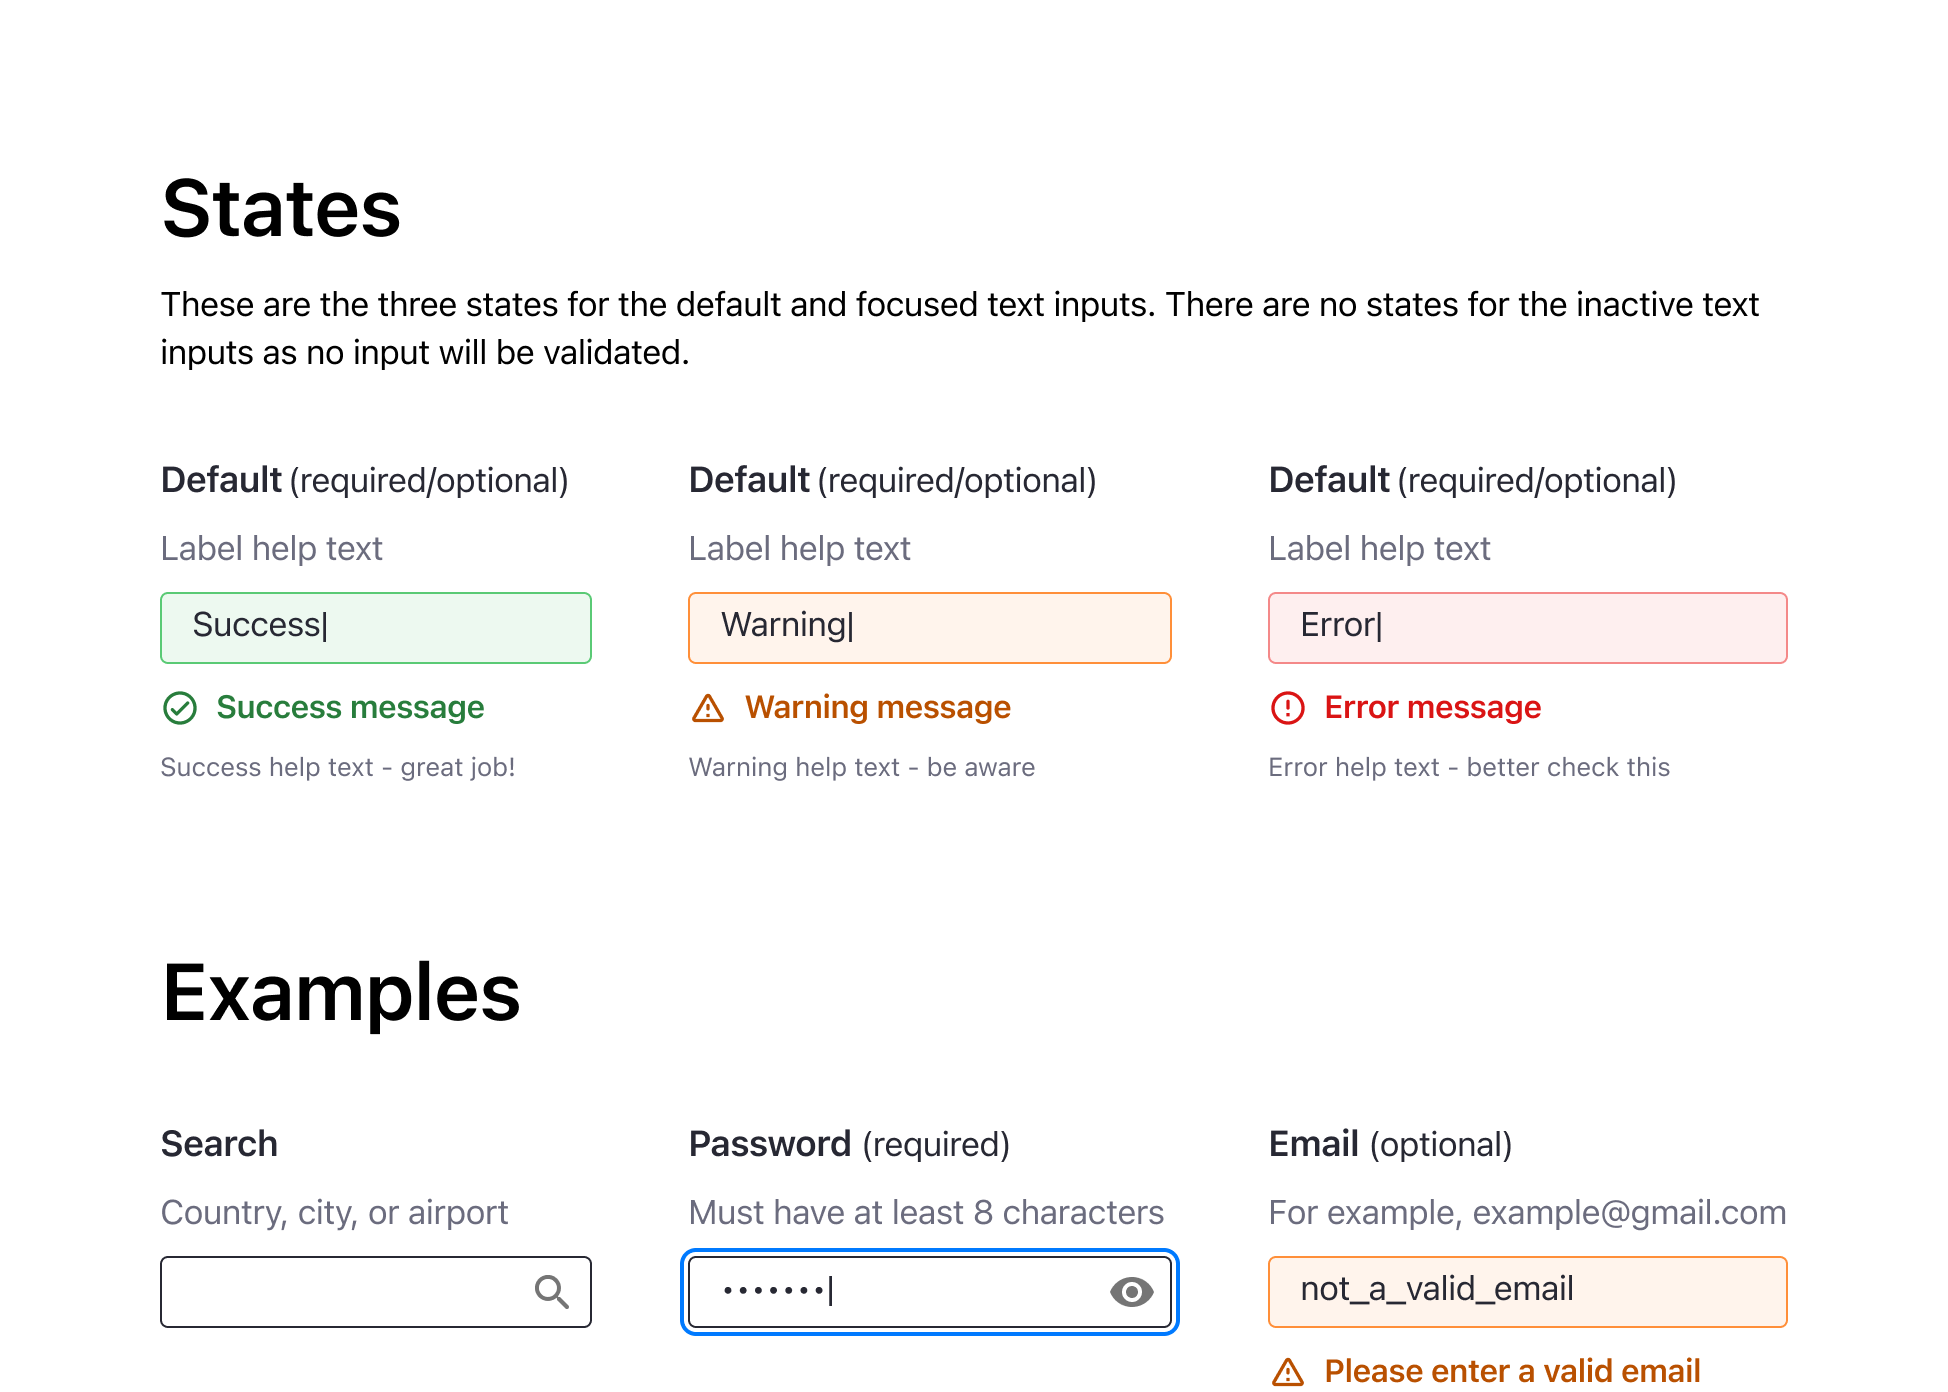 States
These are the three states for the default and focused text inputs. There are no states for the inactive text
inputs as no input will be validated.
Default (required/optional)
Label help text
Success
Success message
Success help text - great job!
Default (required/optional)
Label help text
Warning
Warning message
Warning help text - be aware
Default (required/optional)
Label help text
Error
Error message
Error help text - better check this
Examples
Search
Country, city, or airport
Password (required)
Must have at least 8 characters
•••••••
Email (optional)
For example, example@gmail.com
not_a_valid_email
Please enter a valid email